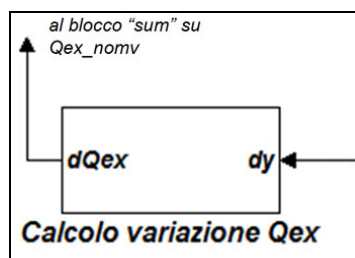 al blocco “sum” su
Qex_nomv
dQex
dy
Calcolo variazione Qex